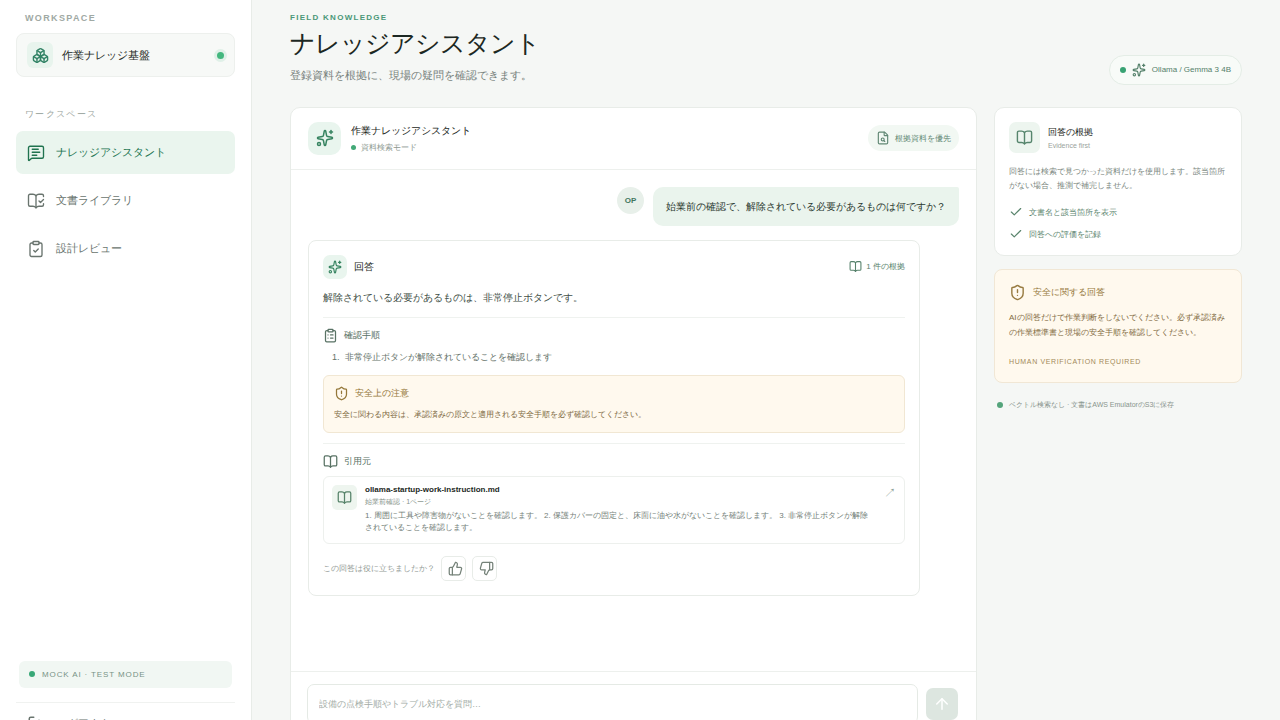 WORKSPACE
作業ナレッジ基盤
ワークスペース
ナレッジアシスタント
文書ライブラリ
設計レビュー
MOCK AI · TEST MODE
FIELD KNOWLEDGE
ナレッジアシスタント
登録資料を根拠に、現場の疑問を確認できます。
Ollama / Gemma 3 4B
作業ナレッジアシスタント
資料検索モード
根拠資料を優先
OP
始業前の確認で、解除されている必要があるものは何ですか？
回答
1 件の根拠
解除されている必要があるものは、非常停止ボタンです。
確認手順
1. 非常停止ボタンが解除されていることを確認します
安全上の注意
安全に関わる内容は、承認済みの原文と適用される安全手順を必ず確認してください。
引用元
ollama-startup-work-instruction.md
始業前確認 · 1ページ
1. 周囲に工具や障害物がないことを確認します。 2. 保護カバーの固定と、床面に油や水がないことを確認します。 3. 非常停止ボタンが解除
されていることを確認します。
この回答は役に立ちましたか？
設備の点検手順やトラブル対応を質問…
回答の根拠
Evidence first
回答には検索で見つかった資料だけを使用します。該当箇所
がない場合、推測で補完しません。
文書名と該当箇所を表示
回答への評価を記録
安全に関する回答
AIの回答だけで作業判断をしないでください。必ず承認済み
の作業標準書と現場の安全手順を確認してください。
HUMAN VERIFICATION REQUIRED
ベクトル検索なし · 文書はAWS EmulatorのS3に保存